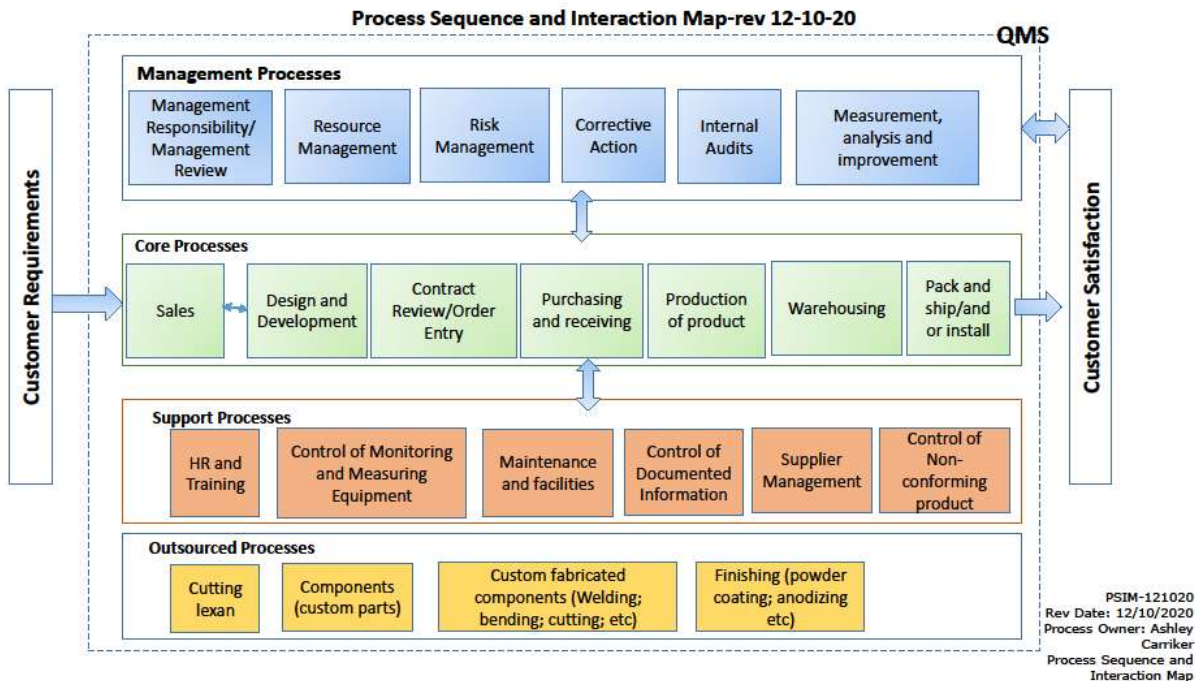 Process Sequence and Interaction Map-rev 12-10-20
QMS
Customer Requirements
Management Processes
Management
Responsibility/
Management
Review
Resource
Management
Risk
Management
Corrective
Action
Internal
Audits
Measurement,
analysis and
improvement
Core Processes
Sales
Design and
Development
Contract
Review/Order
Entry
Purchasing
and receiving
Production
of product
Warehousing
Pack and
ship/and
or install
Support Processes
HR and
Training
Control of Monitoring
and Measuring
Equipment
Maintenance
and facilities
Control of
Documented
Information
Supplier
Management
Control of
Non-
conforming
product
Outsourced Processes
Cutting
lexan
Components
(custom parts)
Custom fabricated
components (Welding;
bending; cutting; etc)
Finishing (powder
coating; anodizing
etc)
Customer Satisfaction
PSIM-121020
Rev Date: 12/10/2020
Process Owner: Ashley
Carriker
Process Sequence and
Interaction Map